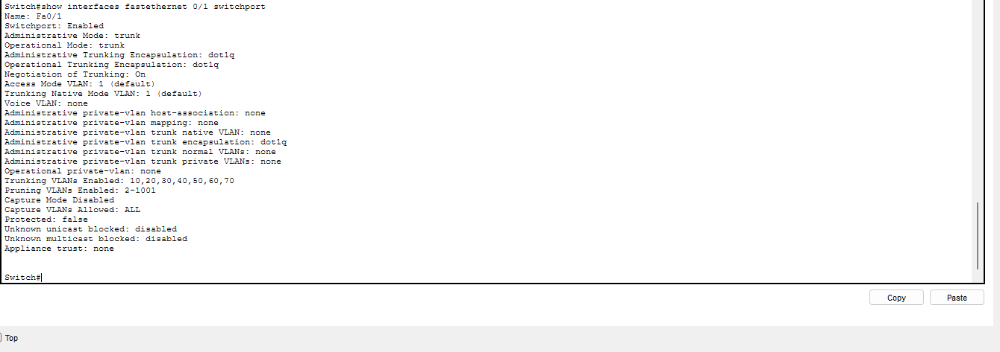 Switch#show interfaces fastethernet 0/1 switchport
Name: Fa0/1
Switchport: Enabled
Administrative Mode: trunk
Operational Mode: trunk
Administrative Trunking Encapsulation: dot1q
Operational Trunking Encapsulation: dot1q
Negotiation of Trunking: On
Access Mode VLAN: 1 (default)
Trunking Native Mode VLAN: 1 (default)
Voice VLAN: none
Administrative private-vlan host-association: none
Administrative private-vlan mapping: none
Administrative private-vlan trunk native VLAN: none
Administrative private-vlan trunk encapsulation: dot1q
Administrative private-vlan trunk normal VLANs: none
Administrative private-vlan trunk private VLANs: none
Operational private-vlan: none
Trunking VLANs Enabled: 10,20,30,40,50,60,70
Pruning VLANs Enabled: 2-1001
Capture Mode Disabled
Capture VLANs Allowed: ALL
Protected: false
Unknown unicast blocked: disabled
Unknown multicast blocked: disabled
Appliance trust: none
Switch#
Copy Paste
Top